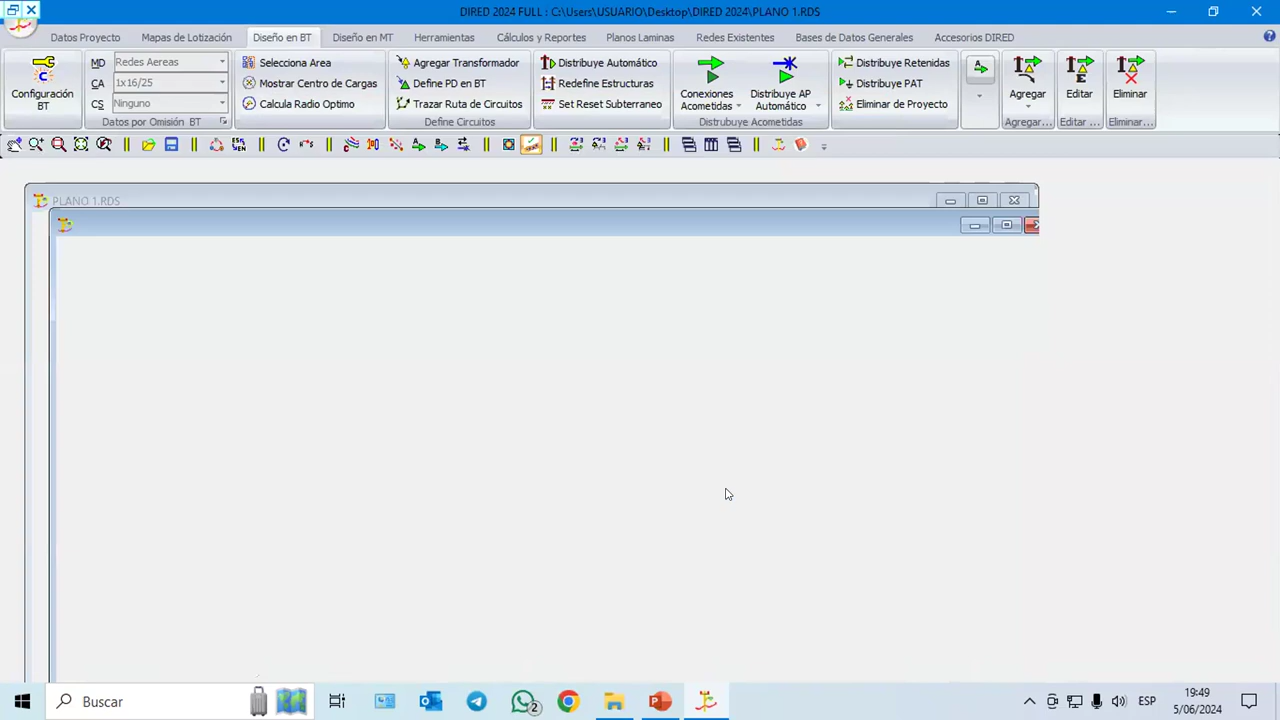 DIRED 2024 FULL : C:\Users\USUARIO\Desktop\DIRED 2024\PLANO 1.RDS
Datos Proyecto Mapas de Lotización Diseño en BT Diseño en MT Herramientas Cálculos y Reportes Planos Laminas Redes Existentes Bases de Datos Generales Accesorios DIRED
Configuración BT
MD Redes Aereas
CA 1x16/25
CS Ninguno
Datos por Omisión BT
Selecciona Area
Mostrar Centro de Cargas
Calcula Radio Optimo
Agregar Transformador
Define PD en BT
Trazar Ruta de Circuitos
Define Circuitos
Distribuye Automático
Redefine Estructuras
Set Reset Subterraneo
Conexiones Acometidas
Distribuye AP Automático
Distrubuye Acometidas
Distribuye Retenidas
Distribuye PAT
Eliminar de Proyecto
Agregar
Agregar...
Editar
Editar ...
Eliminar
Eliminar...
PLANO 1.RDS
Buscar
2
ESP
19:49
5/06/2024